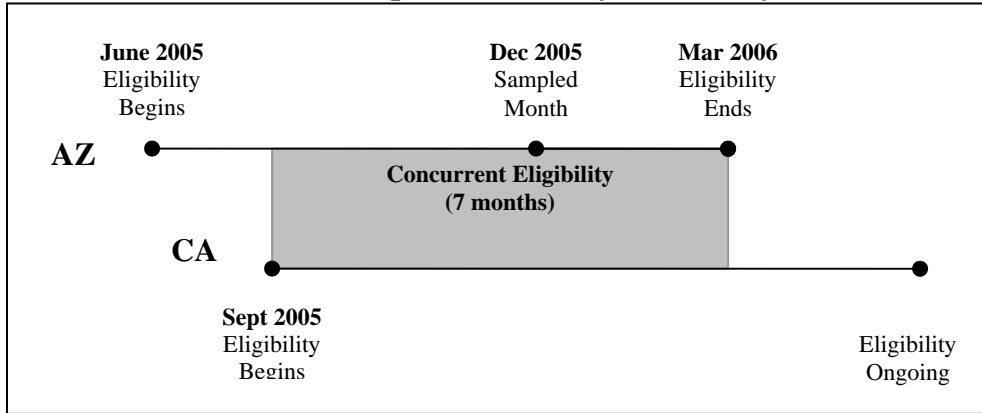 June 2005
Eligibility
Begins
Dec 2005
Sampled
Month
Mar 2006
Eligibility
Ends
AZ
Concurrent Eligibility
(7 months)
CA
Sept 2005
Eligibility
Begins
Eligibility
Ongoing